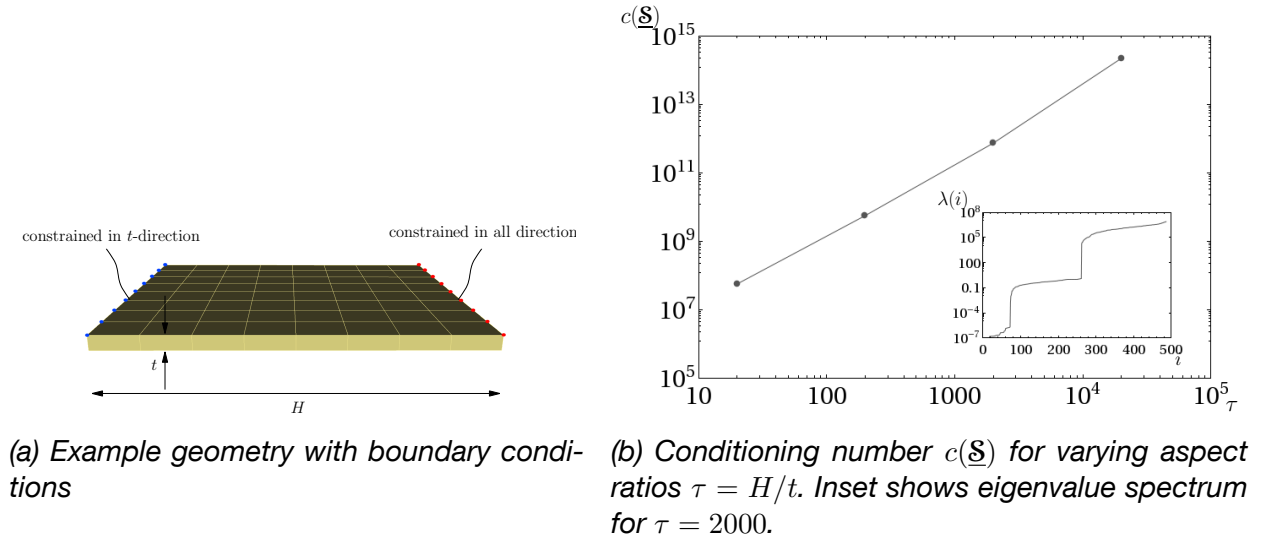 constrained in t-direction
constrained in all direction
t
H
(a) Example geometry with boundary condi-
tions
c(S)
10^15
10^13
10^11
10^9
10^7
10^5
10
100
1000
10^4
10^5
τ
λ(i)
10^8
10^5
100
0.1
10^-4
10^-7
0
100
200
300
400
500
i
(b) Conditioning number c(S) for varying aspect
ratios τ = H/t. Inset shows eigenvalue spectrum
for τ = 2000.